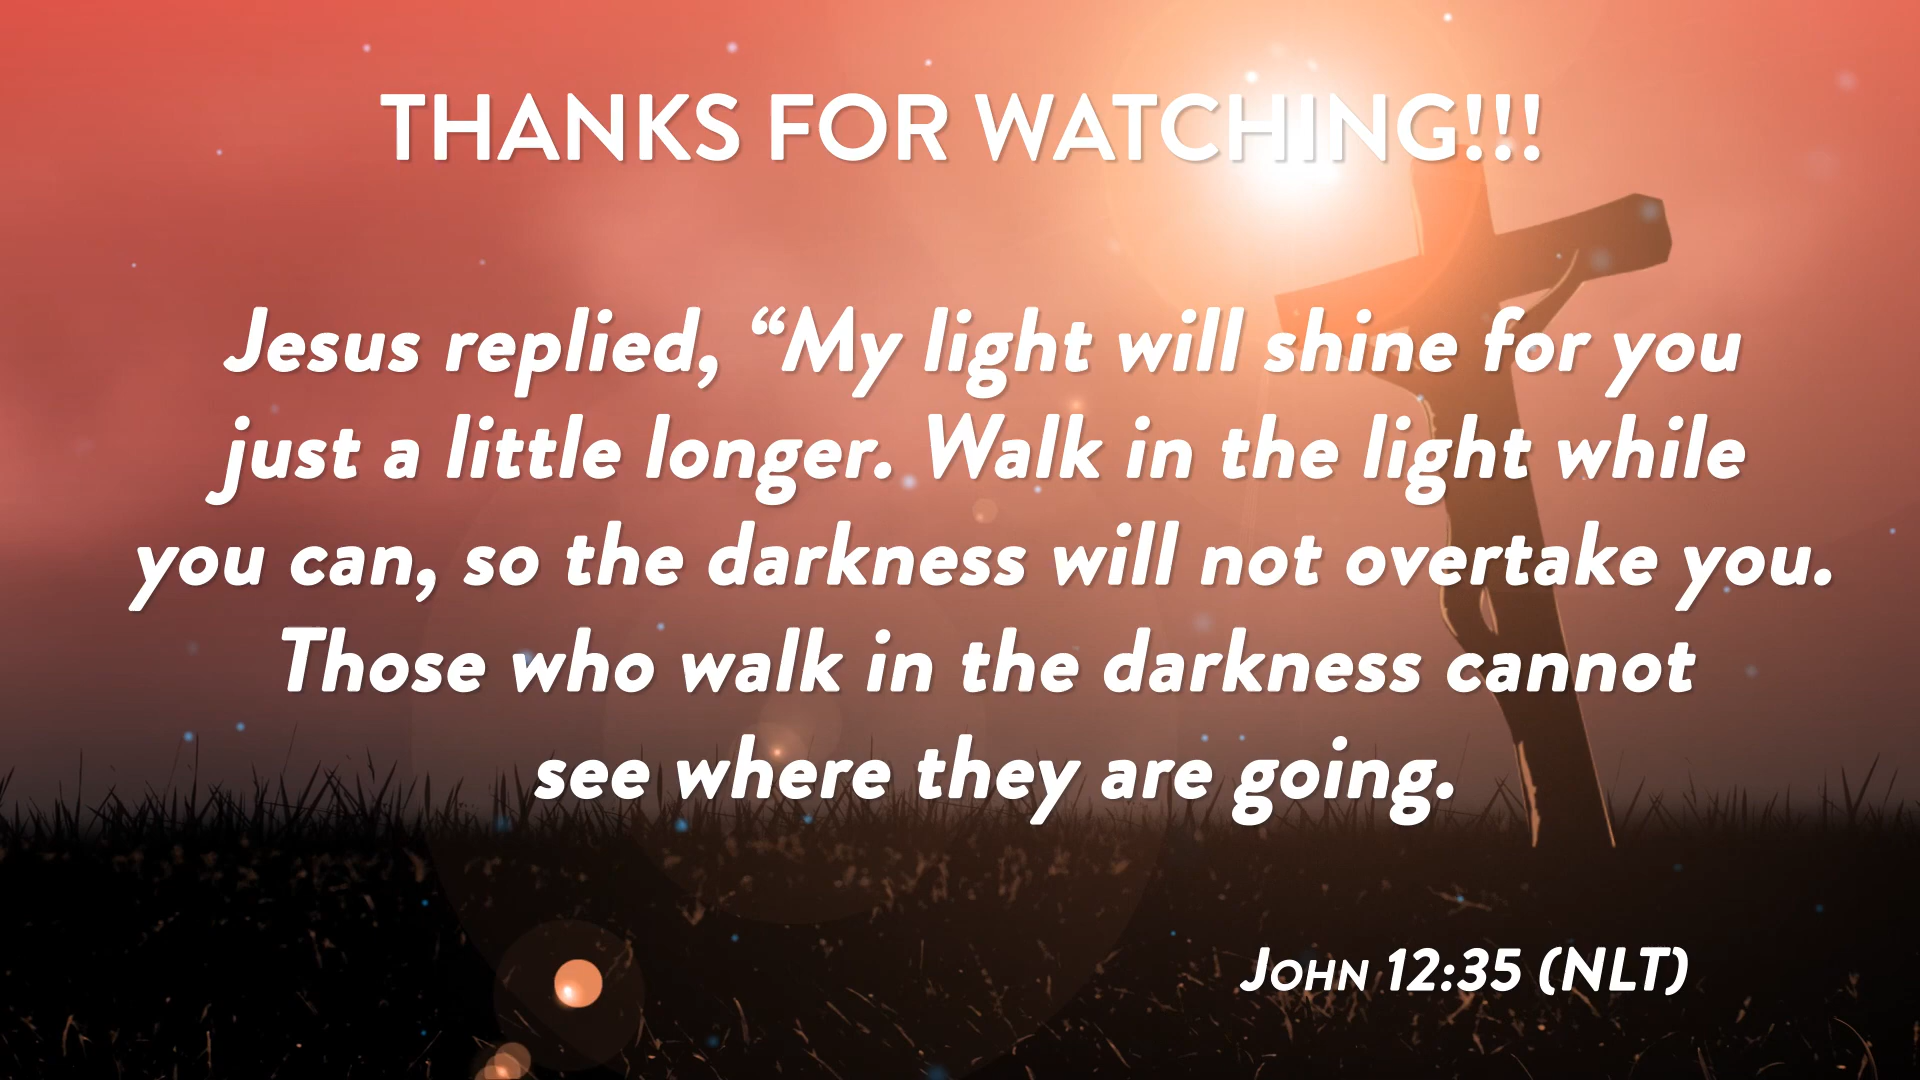 THANKS FOR WATCHING!!!
Jesus replied, “My light will shine for you
just a little longer. Walk in the light while
you can, so the darkness will not overtake you.
Those who walk in the darkness cannot
see where they are going.
John 12:35 (NLT)